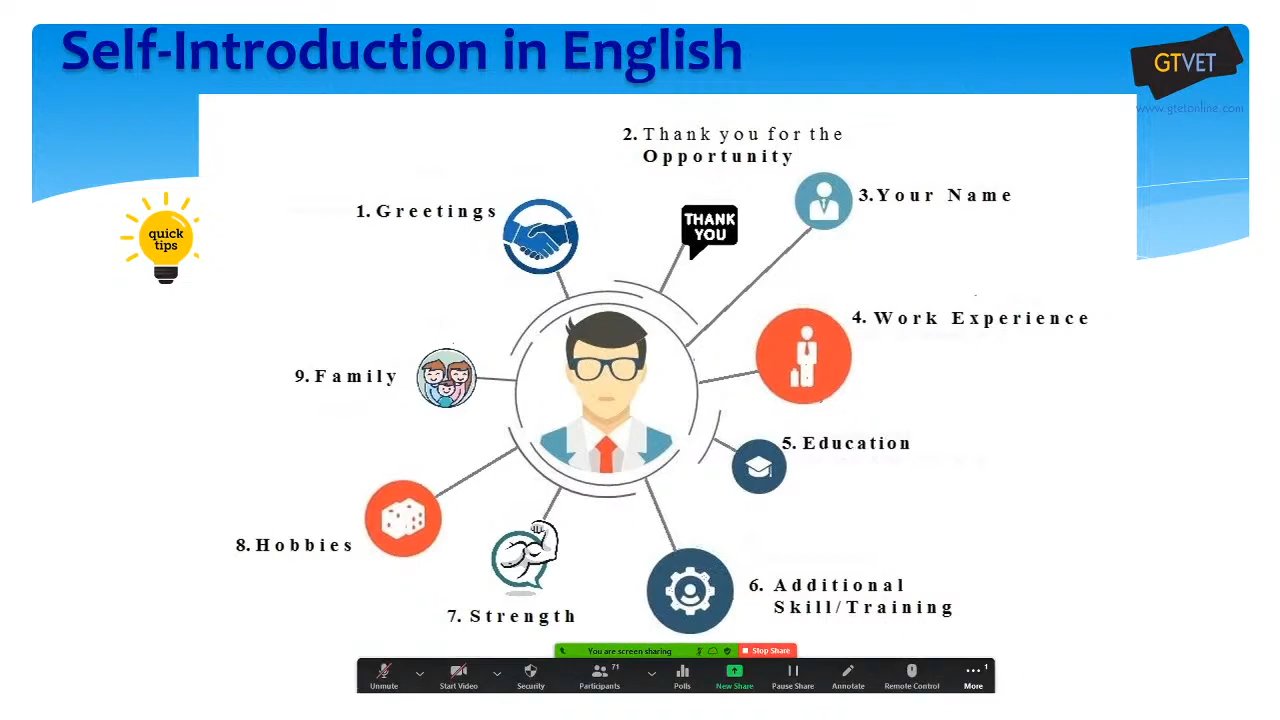 Self-Introduction in English
GTVET
www.gtetonline.com
quick
tips
1. Greetings
2. Thank you for the
Opportunity
THANK
YOU
3.Your Name
4. Work Experience
5. Education
6. Additional
Skill/Training
7. Strength
8. Hobbies
9. Family
You are screen sharing
Stop Share
Unmute
Start Video
Security
Participants
71
Polls
New Share
Pause Share
Annotate
Remote Control
More
1